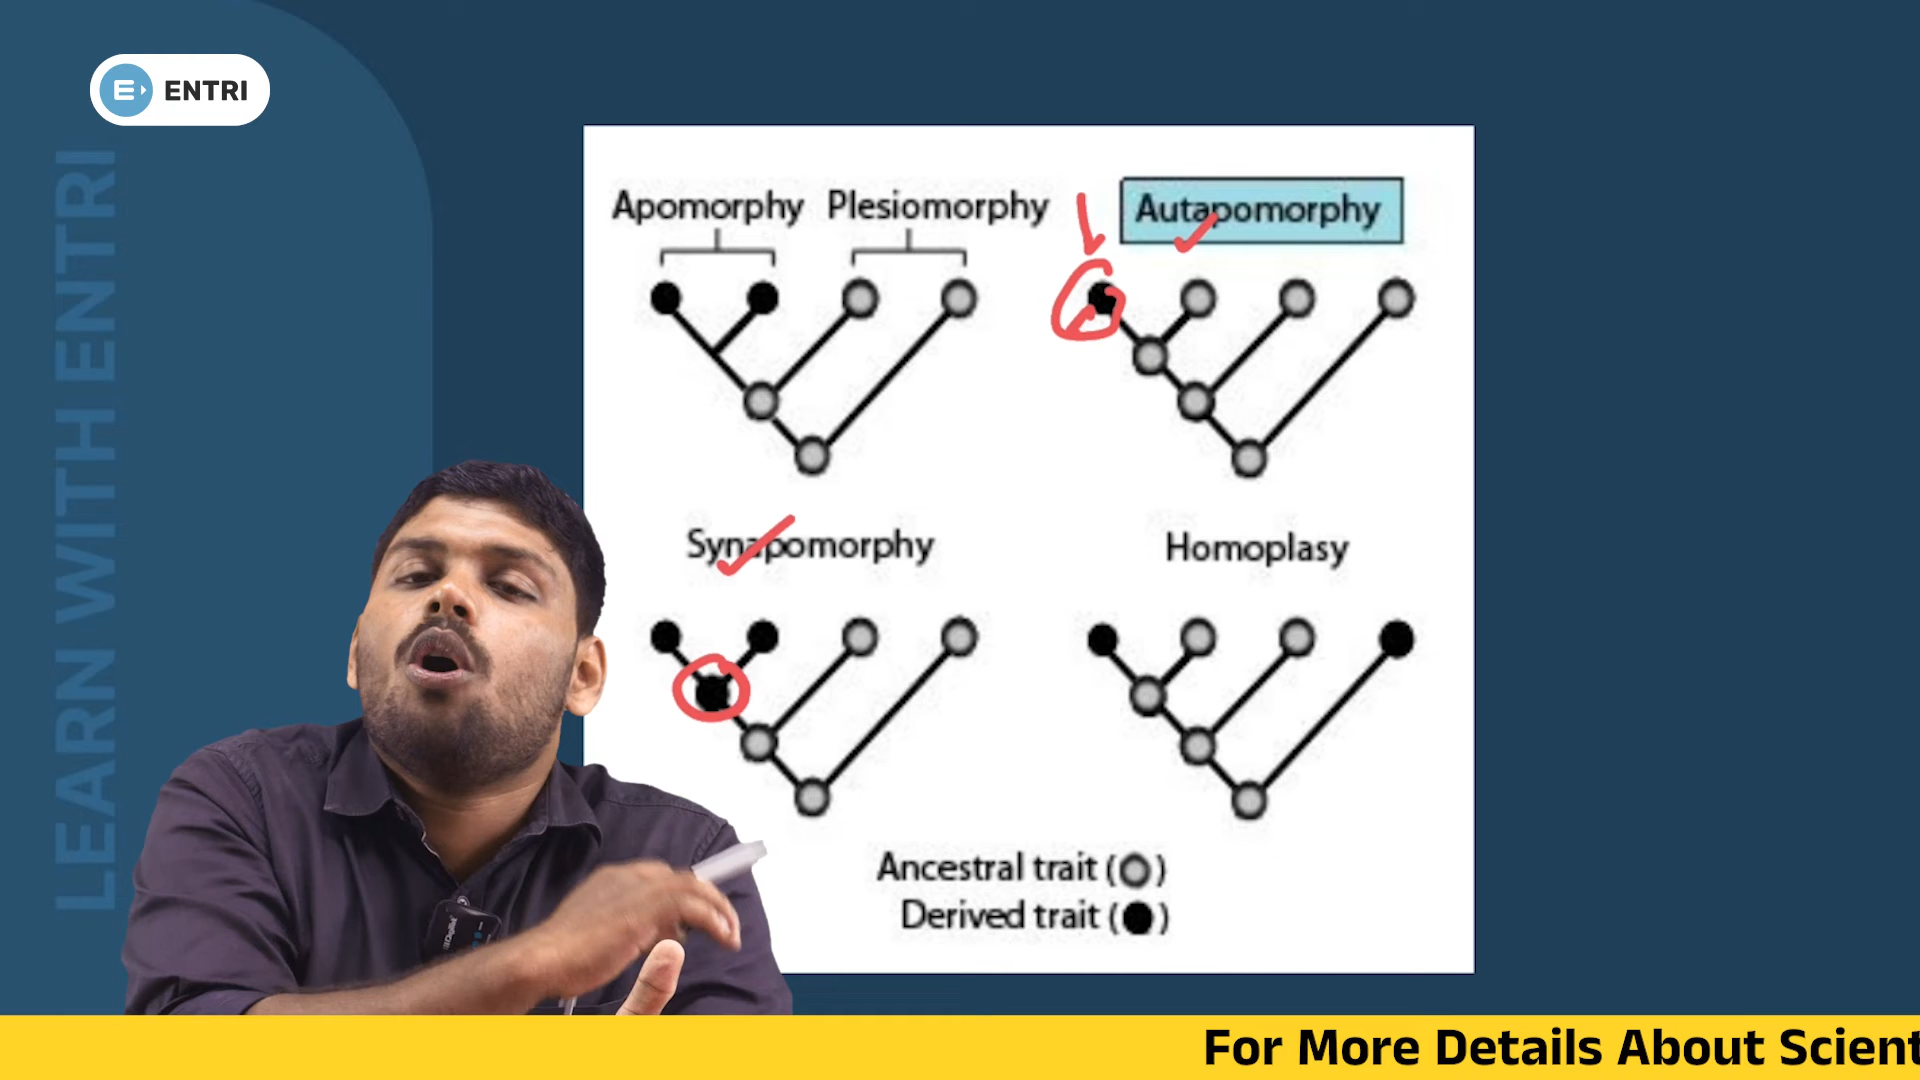 ENTRI
LEARN WITH ENTRI
Apomorphy Plesiomorphy
Autapomorphy
Synapomorphy
Homoplasy
Ancestral trait ( )
Derived trait ( )
For More Details About Scient